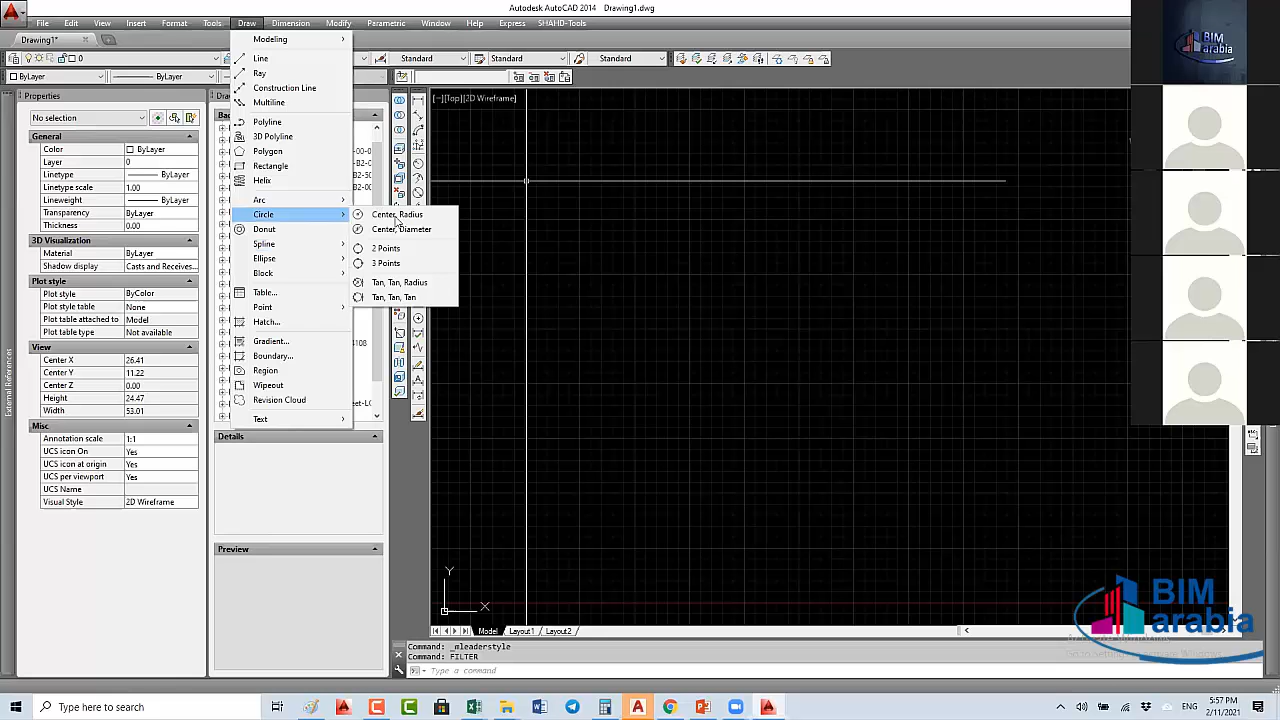 Autodesk AutoCAD 2014 Drawing1.dwg
File Edit View Insert Format Tools Draw Dimension Modify Parametric Window Help Express SHAHD-Tools
Drawing1*
0 Standard Standard Standard
ByLayer ByLayer
Properties
No selection
General
Color ByLayer
Layer 0
Linetype ByLayer
Linetype scale 1.00
Lineweight ByLayer
Transparency ByLayer
Thickness 0.00
3D Visualization
Material ByLayer
Shadow display Casts and Receives...
Plot style
Plot style ByColor
Plot style table None
Plot table attached to Model
Plot table type Not available
View
Center X 26.41
Center Y 11.22
Center Z 0.00
Height 24.47
Width 53.01
Misc
Annotation scale 1:1
UCS icon On Yes
UCS icon at origin Yes
UCS per viewport Yes
UCS Name
Visual Style 2D Wireframe
External References
Modeling
Line
Ray
Construction Line
Multiline
Polyline
3D Polyline
Polygon
Rectangle
Helix
Arc
Circle
Donut
Spline
Ellipse
Block
Table...
Point
Hatch...
Gradient...
Boundary...
Region
Wipeout
Revision Cloud
Text
Center, Radius
Center, Diameter
2 Points
3 Points
Tan, Tan, Radius
Tan, Tan, Tan
Details
Preview
[−][Top][2D Wireframe]
Y
X
Model Layout1 Layout2
Command: _mleaderstyle
Command: FILTER
Type a command
BIM
arabia
BIM
arabia
Type here to search
ENG
5:57 PM
2/11/2021